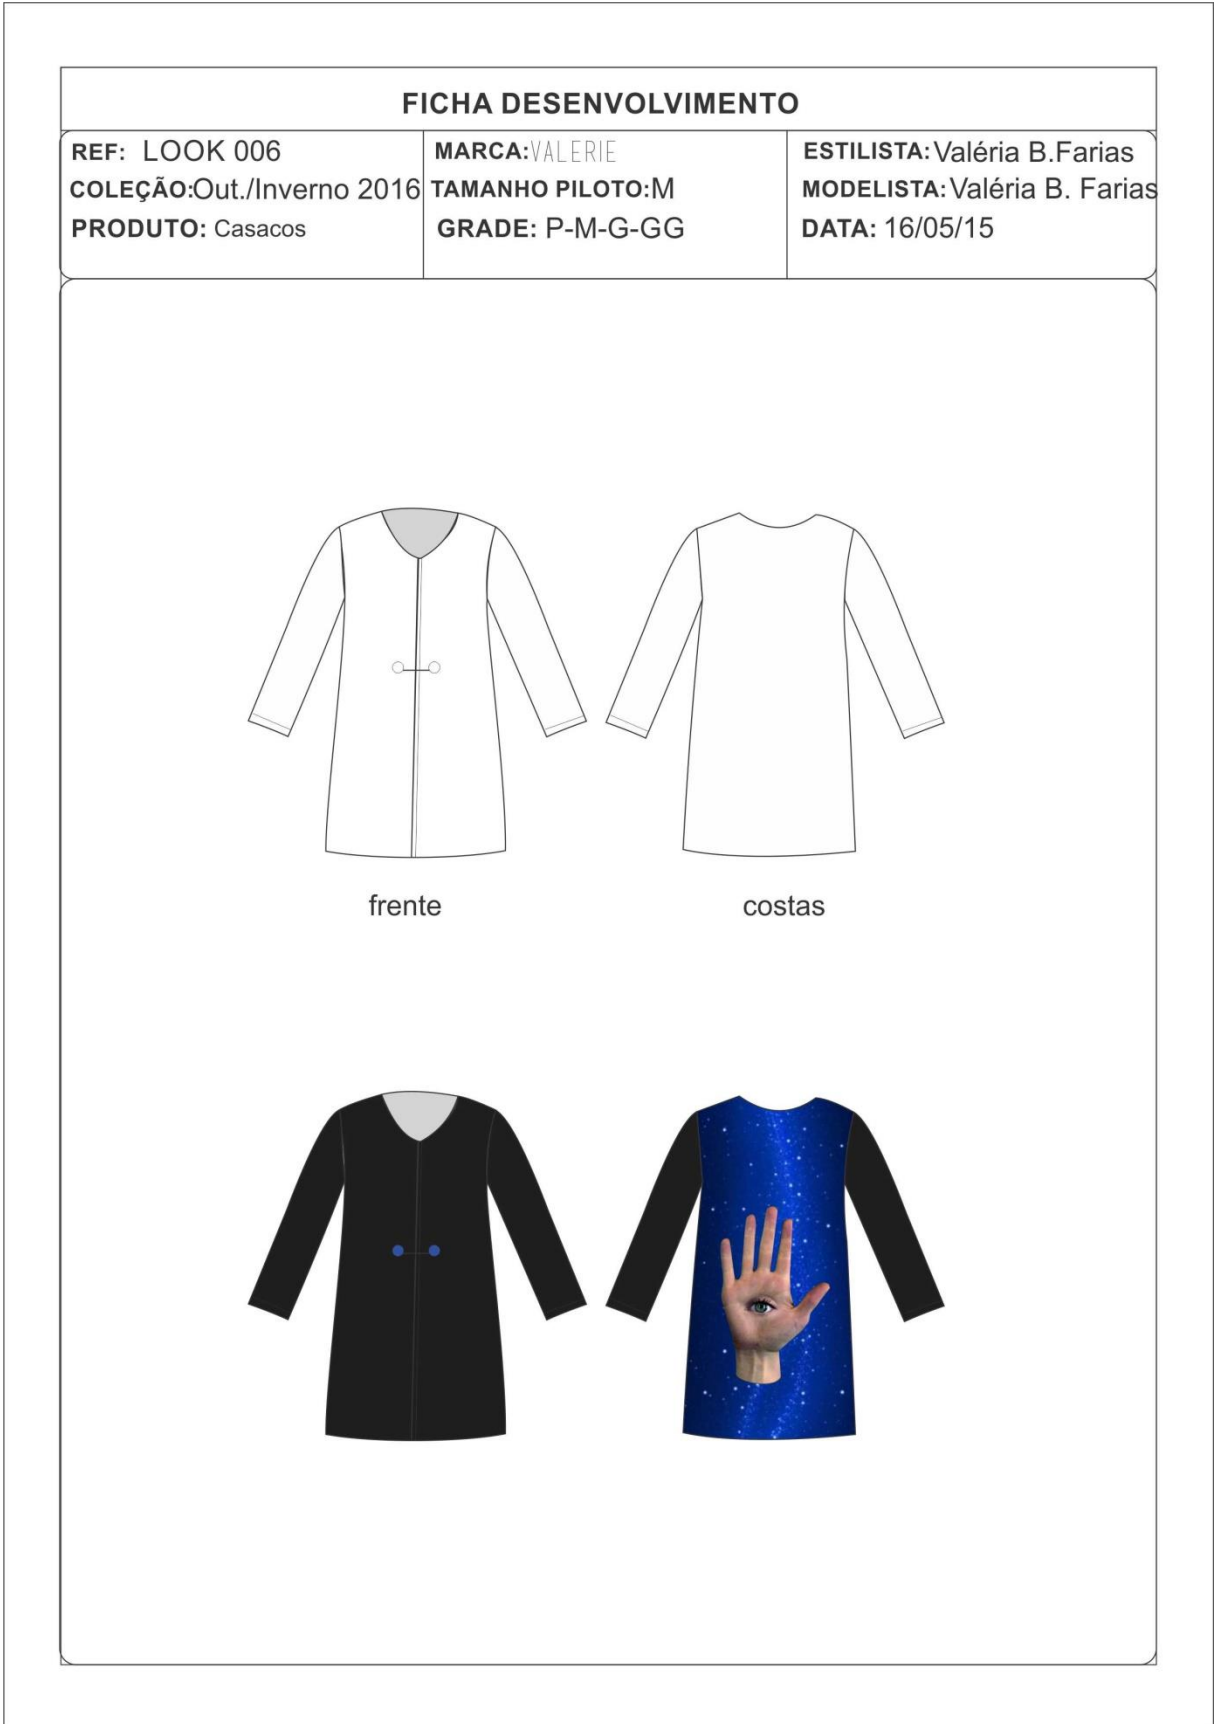 FICHA DESENVOLVIMENTO
REF: LOOK 006
COLEÇÃO:Out./Inverno 2016
PRODUTO: Casacos
MARCA:VALERIE
TAMANHO PILOTO:M
GRADE: P-M-G-GG
ESTILISTA:Valéria B.Farias
MODELISTA:Valéria B. Farias
DATA: 16/05/15
frente
costas